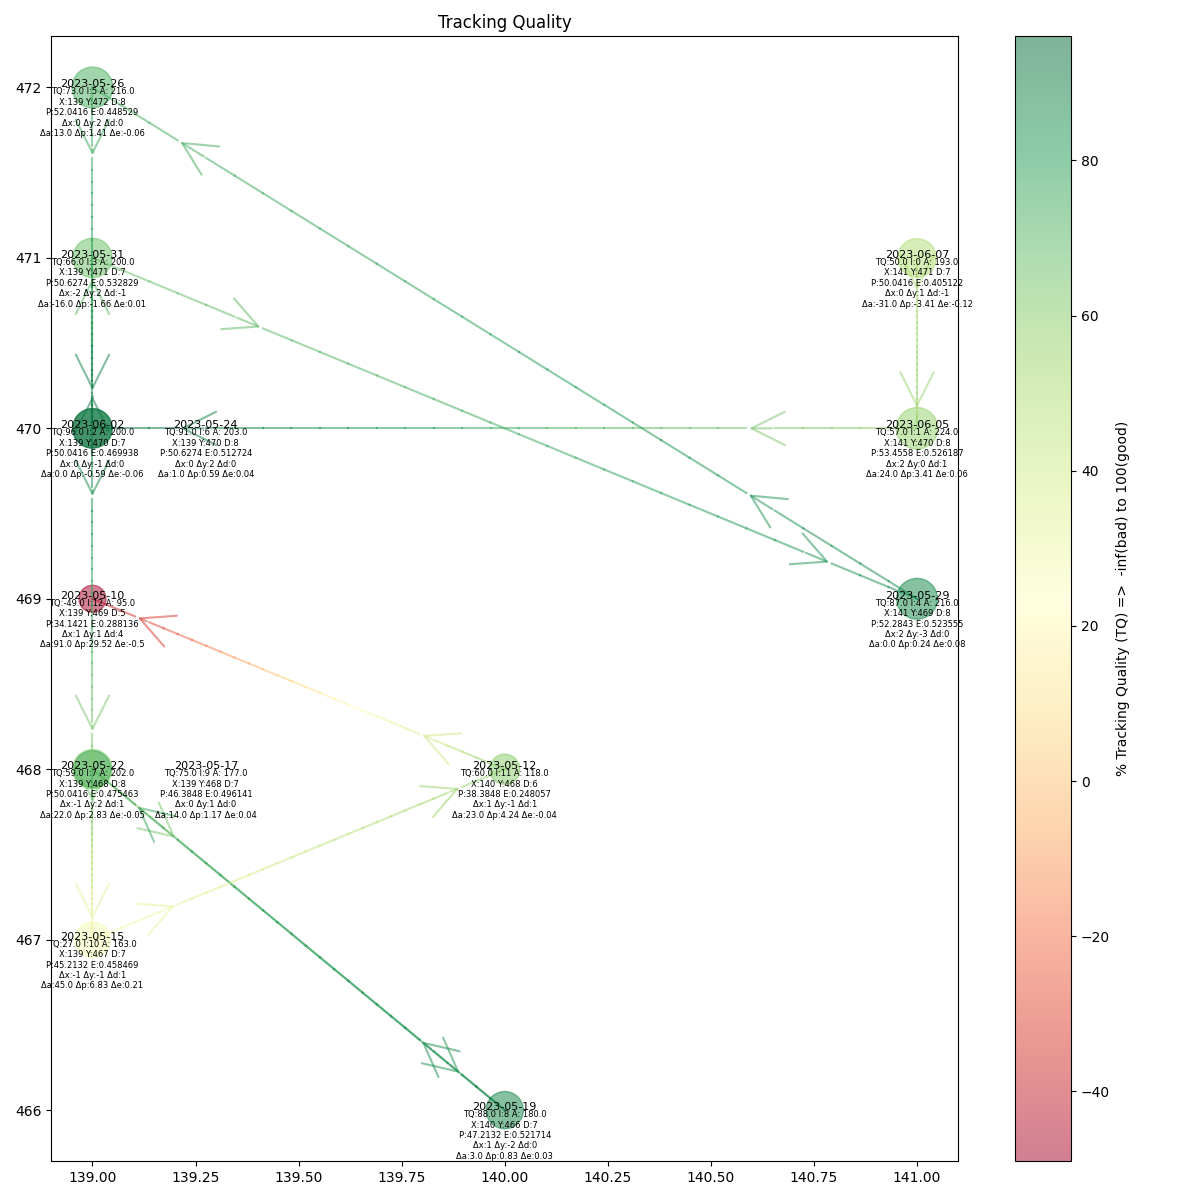 Tracking Quality
472
471
470
469
468
467
466
2023-05-26
TQ:73.0 I:5 A: 216.0
X:139 Y:472 D:8
P:52.0416 E:0.448529
Δx:0 Δy:2 Δd:0
Δa:13.0 Δp:1.41 Δe:-0.06
2023-05-31
TQ:66.0 I:3 A: 200.0
X:139 Y:471 D:7
P:50.6274 E:0.532829
Δx:-2 Δy:2 Δd:-1
Δa:-16.0 Δp:-1.66 Δe:0.01
2023-06-07
TQ:50.0 I:0 A: 193.0
X:141 Y:471 D:7
P:50.0416 E:0.405122
Δx:0 Δy:1 Δd:-1
Δa:-31.0 Δp:-3.41 Δe:-0.12
2023-06-02
TQ:96.0 I:2 A: 200.0
X:139 Y:470 D:7
P:50.0416 E:0.469938
Δx:0 Δy:-1 Δd:0
Δa:0.0 Δp:-0.59 Δe:-0.06
2023-05-24
TQ:91.0 I:6 A: 203.0
X:139 Y:470 D:8
P:50.6274 E:0.512724
Δx:0 Δy:2 Δd:0
Δa:1.0 Δp:0.59 Δe:0.04
2023-06-05
TQ:57.0 I:1 A: 224.0
X:141 Y:470 D:8
P:53.4558 E:0.526187
Δx:2 Δy:0 Δd:1
Δa:24.0 Δp:3.41 Δe:0.06
2023-05-10
TQ:-49.0 I:12 A: 95.0
X:139 Y:469 D:5
P:34.1421 E:0.288136
Δx:1 Δy:1 Δd:4
Δa:91.0 Δp:29.52 Δe:-0.5
2023-05-29
TQ:87.0 I:4 A: 216.0
X:141 Y:469 D:8
P:52.2843 E:0.523555
Δx:2 Δy:-3 Δd:0
Δa:0.0 Δp:0.24 Δe:0.08
2023-05-22
TQ:59.0 I:7 A: 202.0
X:139 Y:468 D:8
P:50.0416 E:0.475463
Δx:-1 Δy:2 Δd:1
Δa:22.0 Δp:2.83 Δe:-0.05
2023-05-17
TQ:75.0 I:9 A: 177.0
X:139 Y:468 D:7
P:46.3848 E:0.496141
Δx:0 Δy:1 Δd:0
Δa:14.0 Δp:1.17 Δe:0.04
2023-05-12
TQ:60.0 I:11 A: 118.0
X:140 Y:468 D:6
P:38.3848 E:0.248057
Δx:1 Δy:-1 Δd:1
Δa:23.0 Δp:4.24 Δe:-0.04
2023-05-15
TQ:27.0 I:10 A: 163.0
X:139 Y:467 D:7
P:45.2132 E:0.458469
Δx:-1 Δy:-1 Δd:1
Δa:45.0 Δp:6.83 Δe:0.21
2023-05-19
TQ:88.0 I:8 A: 180.0
X:140 Y:466 D:7
P:47.2132 E:0.521714
Δx:1 Δy:-2 Δd:0
Δa:3.0 Δp:0.83 Δe:0.03
139.00 139.25 139.50 139.75 140.00 140.25 140.50 140.75 141.00
80
60
40
20
0
−20
−40
% Tracking Quality (TQ) => -inf(bad) to 100(good)